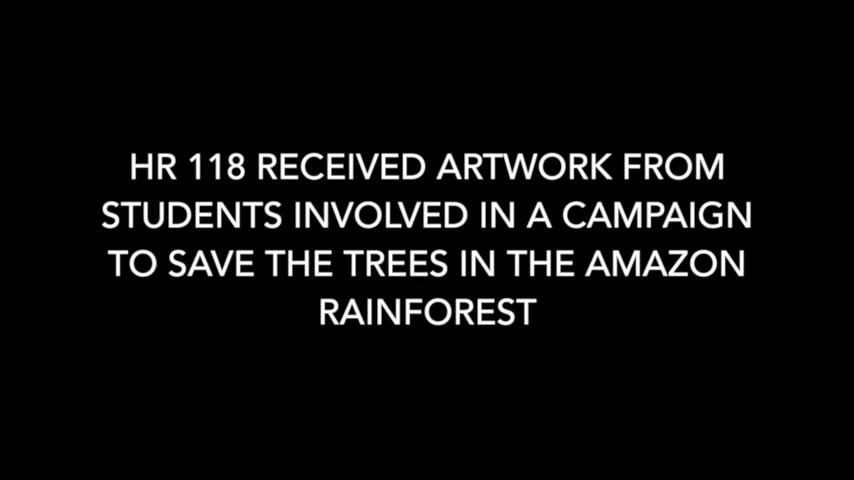 HR 118 RECEIVED ARTWORK FROM
STUDENTS INVOLVED IN A CAMPAIGN
TO SAVE THE TREES IN THE AMAZON
RAINFOREST